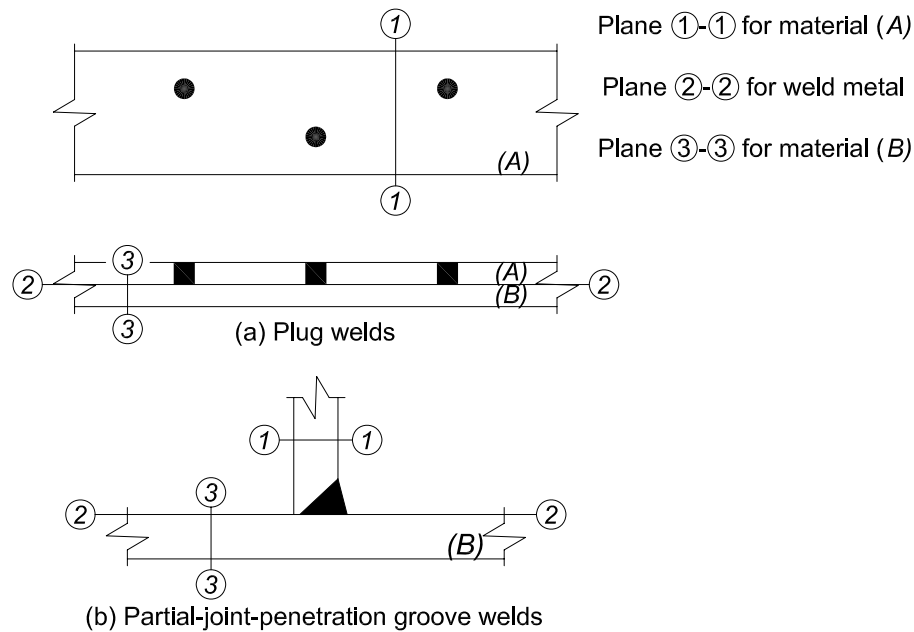 ①
Plane ①-① for material (A)
Plane ②-② for weld metal
Plane ③-③ for material (B)
(A)
①
③
② (A) ②
(B)
③
(a) Plug welds
① ①
③
② ②
(B)
③
(b) Partial-joint-penetration groove welds